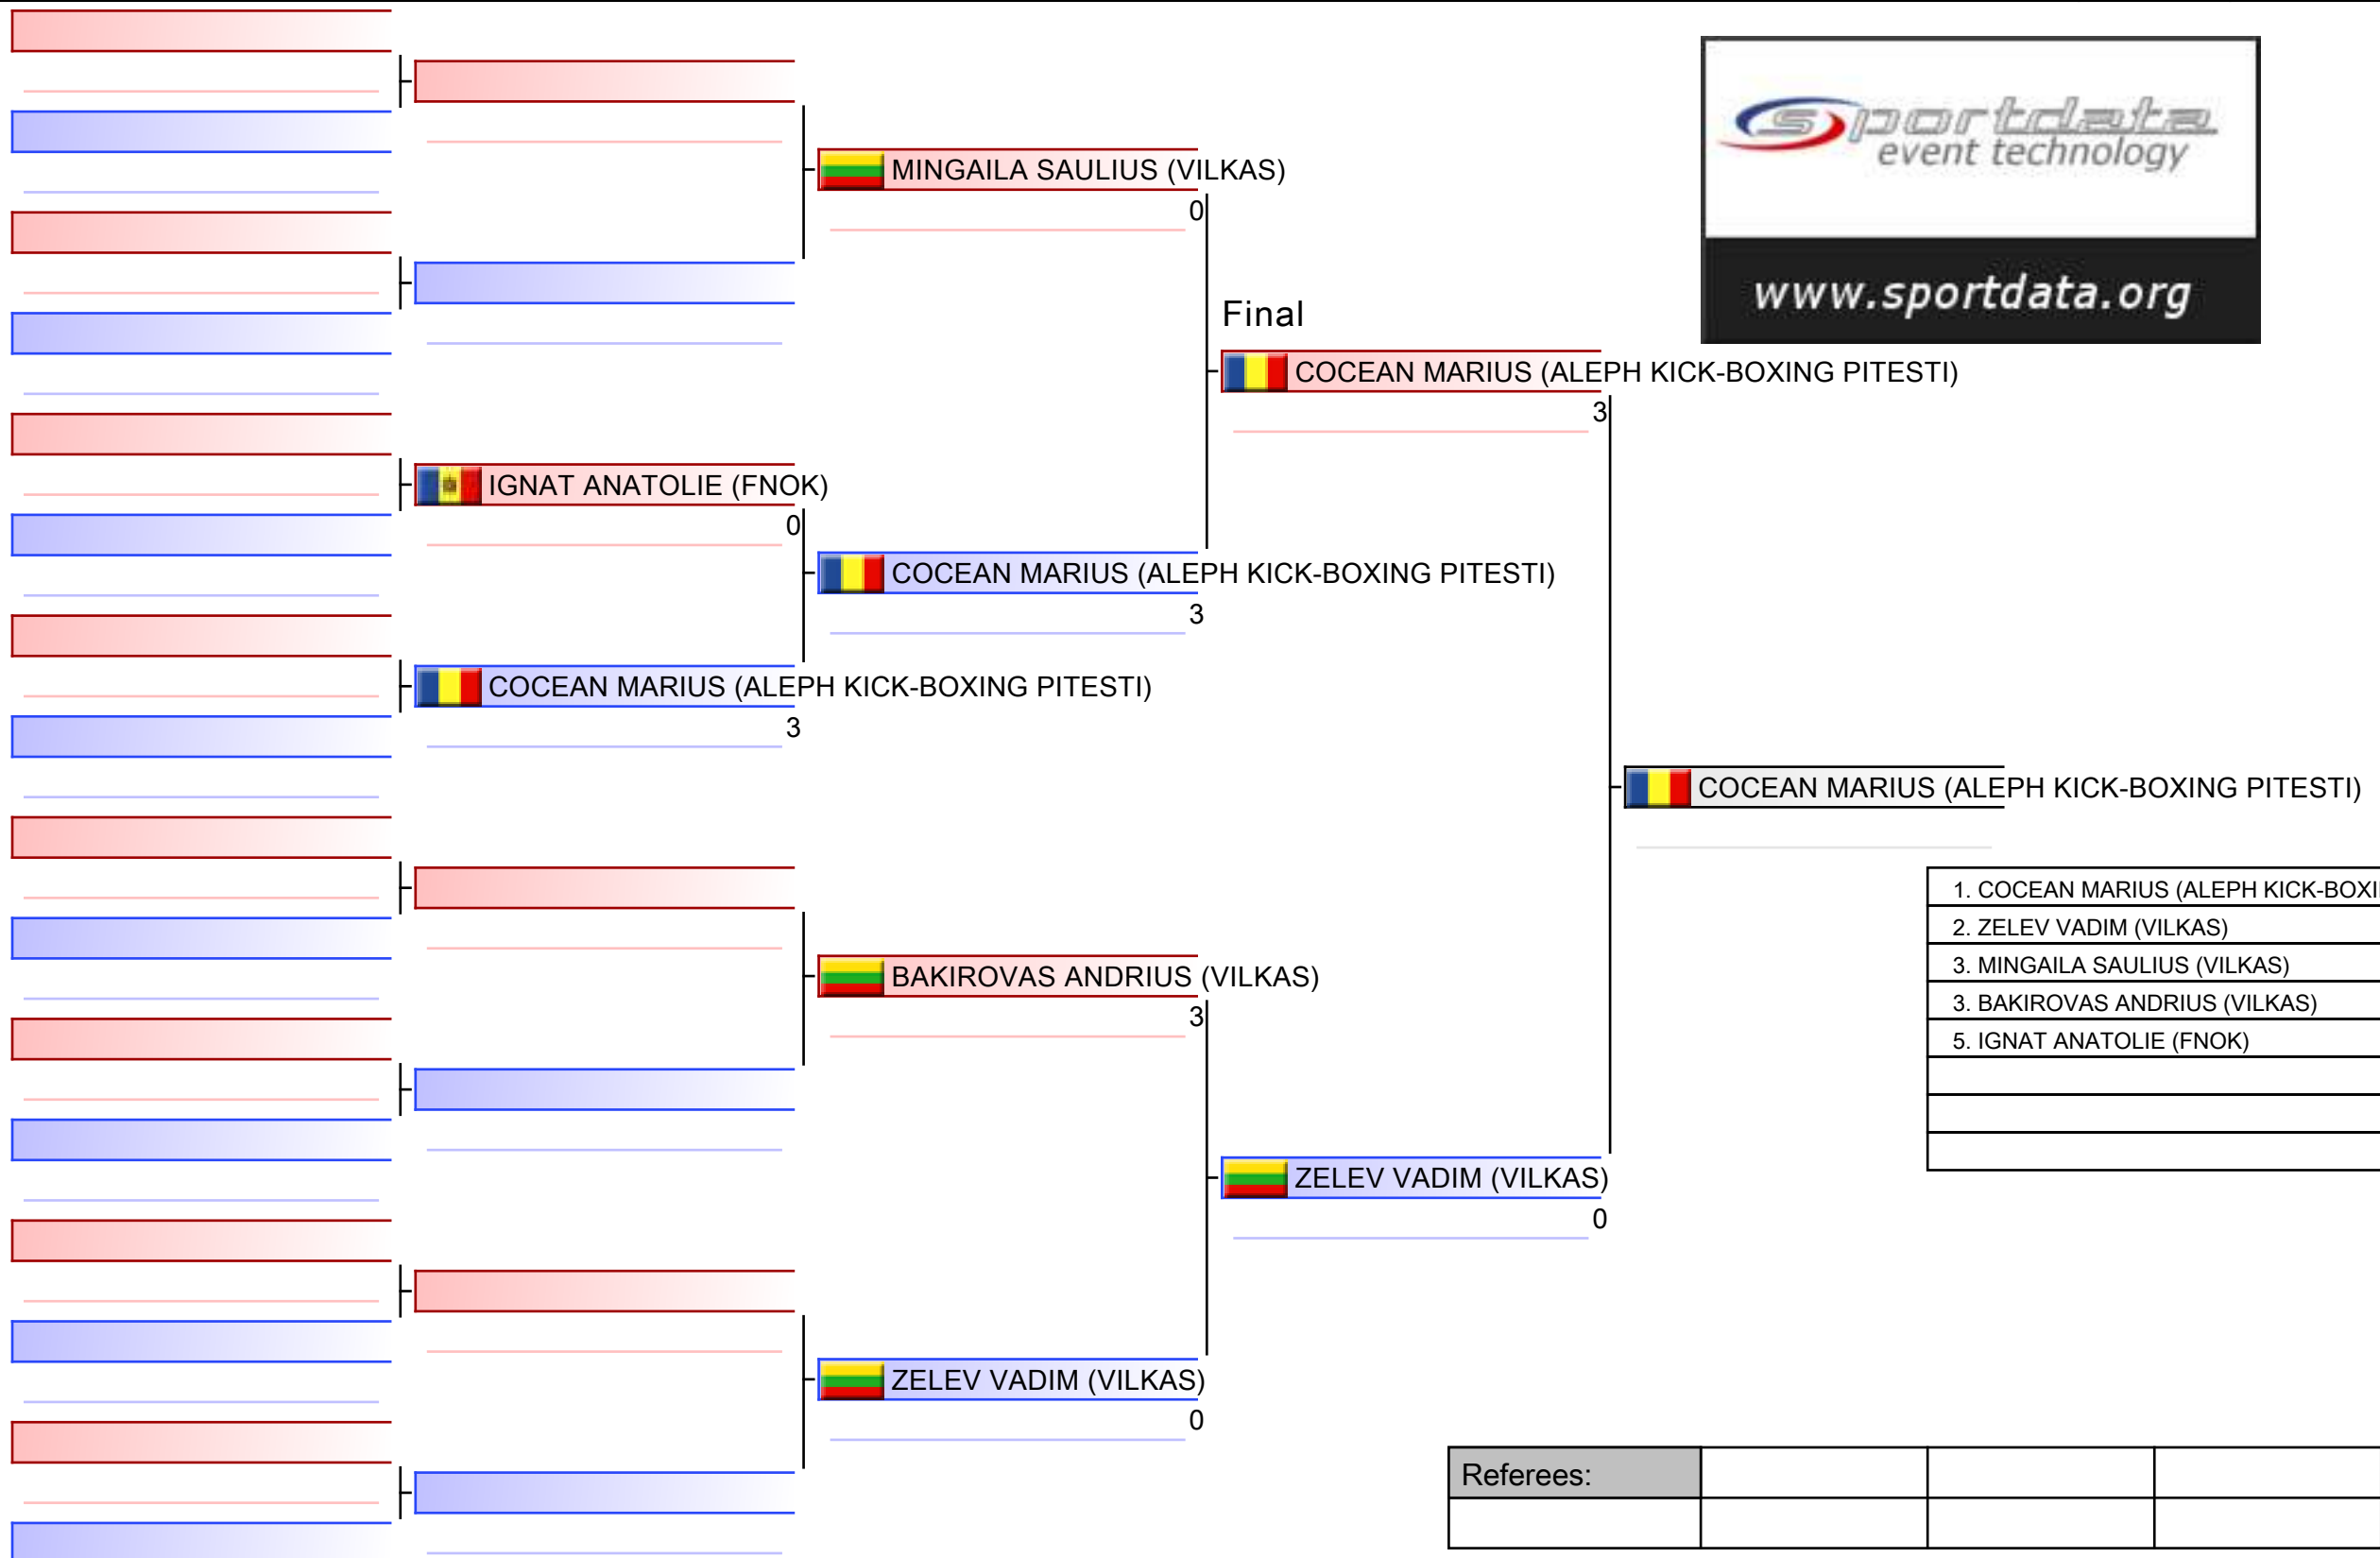 sportdata
event technology
www.sportdata.org
MINGAILA SAULIUS (VILKAS)
0
Final
COCEAN MARIUS (ALEPH KICK-BOXING PITESTI)
3
IGNAT ANATOLIE (FNOK)
0
COCEAN MARIUS (ALEPH KICK-BOXING PITESTI)
3
COCEAN MARIUS (ALEPH KICK-BOXING PITESTI)
3
COCEAN MARIUS (ALEPH KICK-BOXING PITESTI)
1. COCEAN MARIUS (ALEPH KICK-BOXI
2. ZELEV VADIM (VILKAS)
3. MINGAILA SAULIUS (VILKAS)
3. BAKIROVAS ANDRIUS (VILKAS)
5. IGNAT ANATOLIE (FNOK)
BAKIROVAS ANDRIUS (VILKAS)
3
ZELEV VADIM (VILKAS)
0
ZELEV VADIM (VILKAS)
0
Referees: